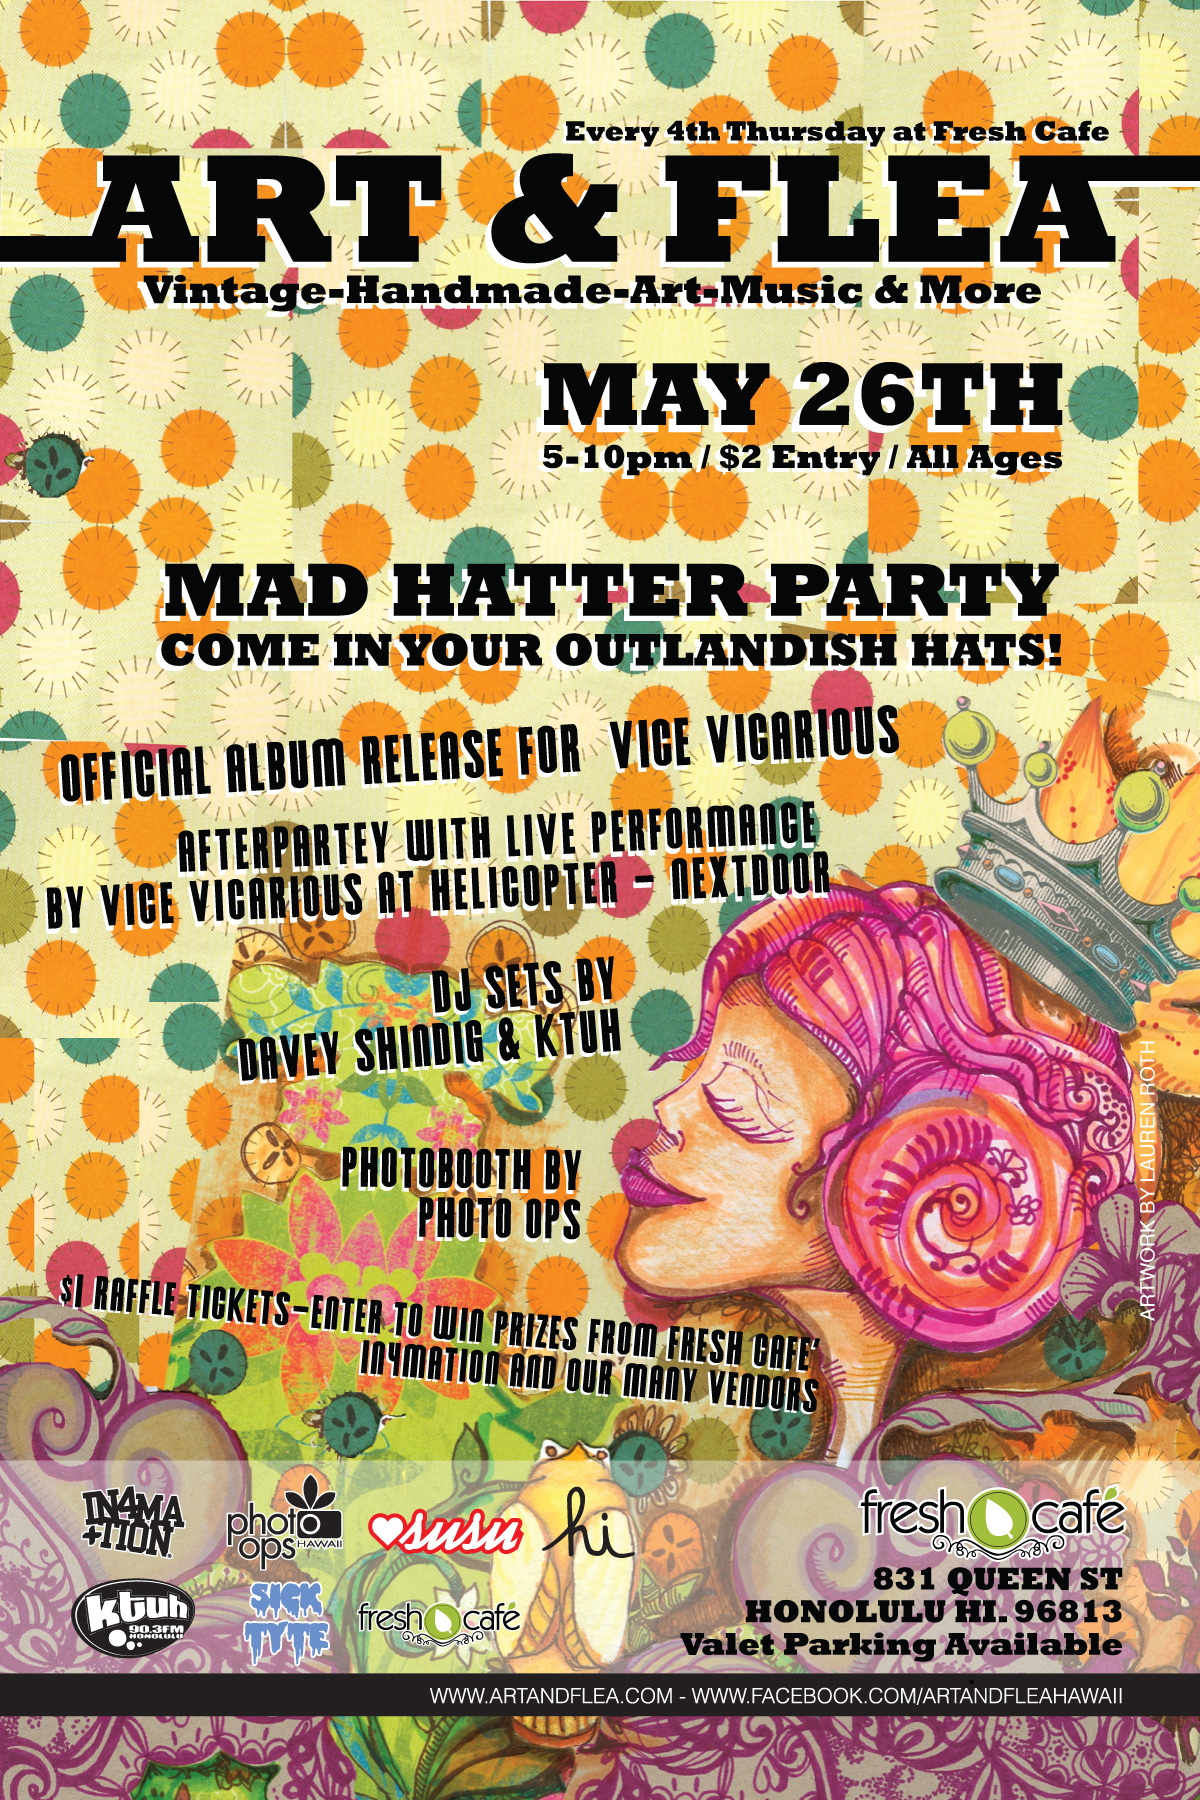 Every 4th Thursday at Fresh Cafe
ART & FLEA
Vintage-Handmade-Art-Music & More
MAY 26TH
5-10pm / $2 Entry / All Ages
MAD HATTER PARTY
COME IN YOUR OUTLANDISH HATS!
OFFICIAL ALBUM RELEASE FOR VICE VICARIOUS
AFTERPARTEY WITH LIVE PERFORMANCE
BY VICE VICARIOUS AT HELICOPTER - NEXTDOOR
DJ SETS BY
DAVEY SHINDIG & KTUH
PHOTOBOOTH BY
PHOTO OPS
$1 RAFFLE TICKETS-ENTER TO WIN PRIZES FROM FRESH CAFE'
IN4MATION AND OUR MANY VENDORS
ARTWORK BY LAUREN ROTH
IN4MA
+ITION
photo
ops HAWAII
susu
hi
fresh café
ktuh
90.3FM
HONOLULU
SICK
TYTE
fresh café
831 QUEEN ST
HONOLULU HI. 96813
Valet Parking Available
WWW.ARTANDFLEA.COM - WWW.FACEBOOK.COM/ARTANDFLEAHAWAII